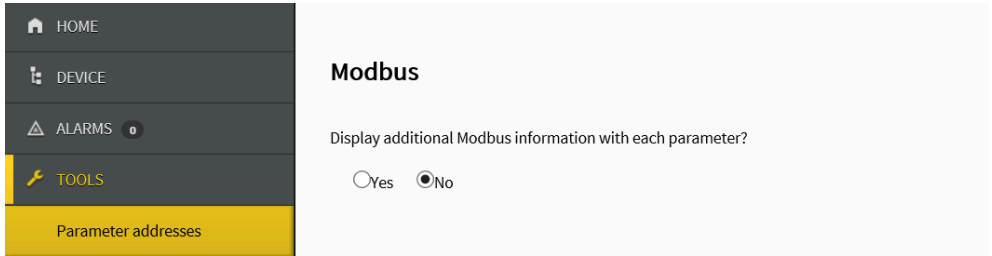 HOME
DEVICE
ALARMS 0
TOOLS
Parameter addresses
Modbus
Display additional Modbus information with each parameter?
Yes No